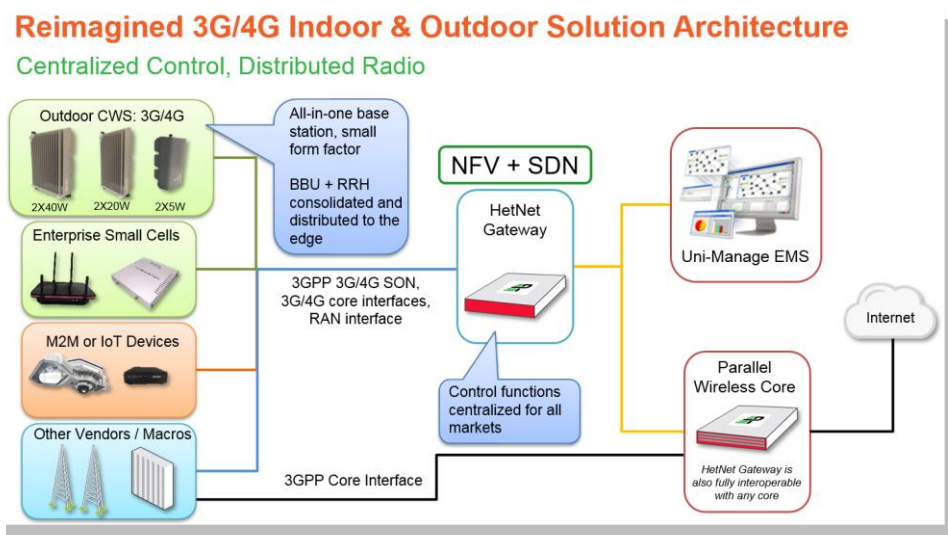 Reimagined 3G/4G Indoor & Outdoor Solution Architecture
Centralized Control, Distributed Radio
Outdoor CWS: 3G/4G
2X40W
2X20W
2X5W
All-in-one base
station, small
form factor
BBU + RRH
consolidated and
distributed to the
edge
Enterprise Small Cells
M2M or IoT Devices
Other Vendors / Macros
3GPP 3G/4G SON,
3G/4G core interfaces,
RAN interface
3GPP Core Interface
NFV + SDN
HetNet
Gateway
Control functions
centralized for all
markets
Uni-Manage EMS
Parallel
Wireless Core
HetNet Gateway is
also fully interoperable
with any core
Internet